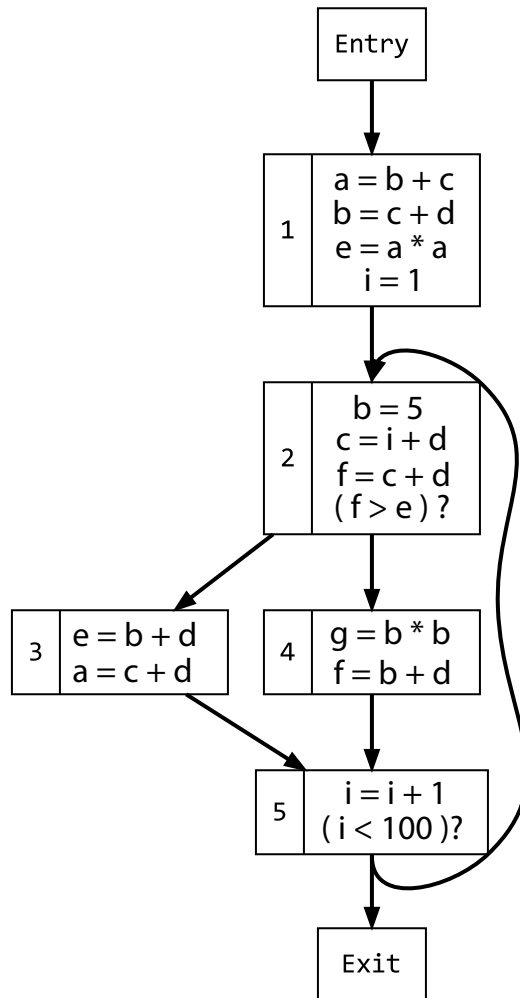 Entry
1
a = b + c
b = c + d
e = a * a
i = 1
2
b = 5
c = i + d
f = c + d
( f > e ) ?
3
e = b + d
a = c + d
4
g = b * b
f = b + d
5
i = i + 1
( i < 100 )?
Exit